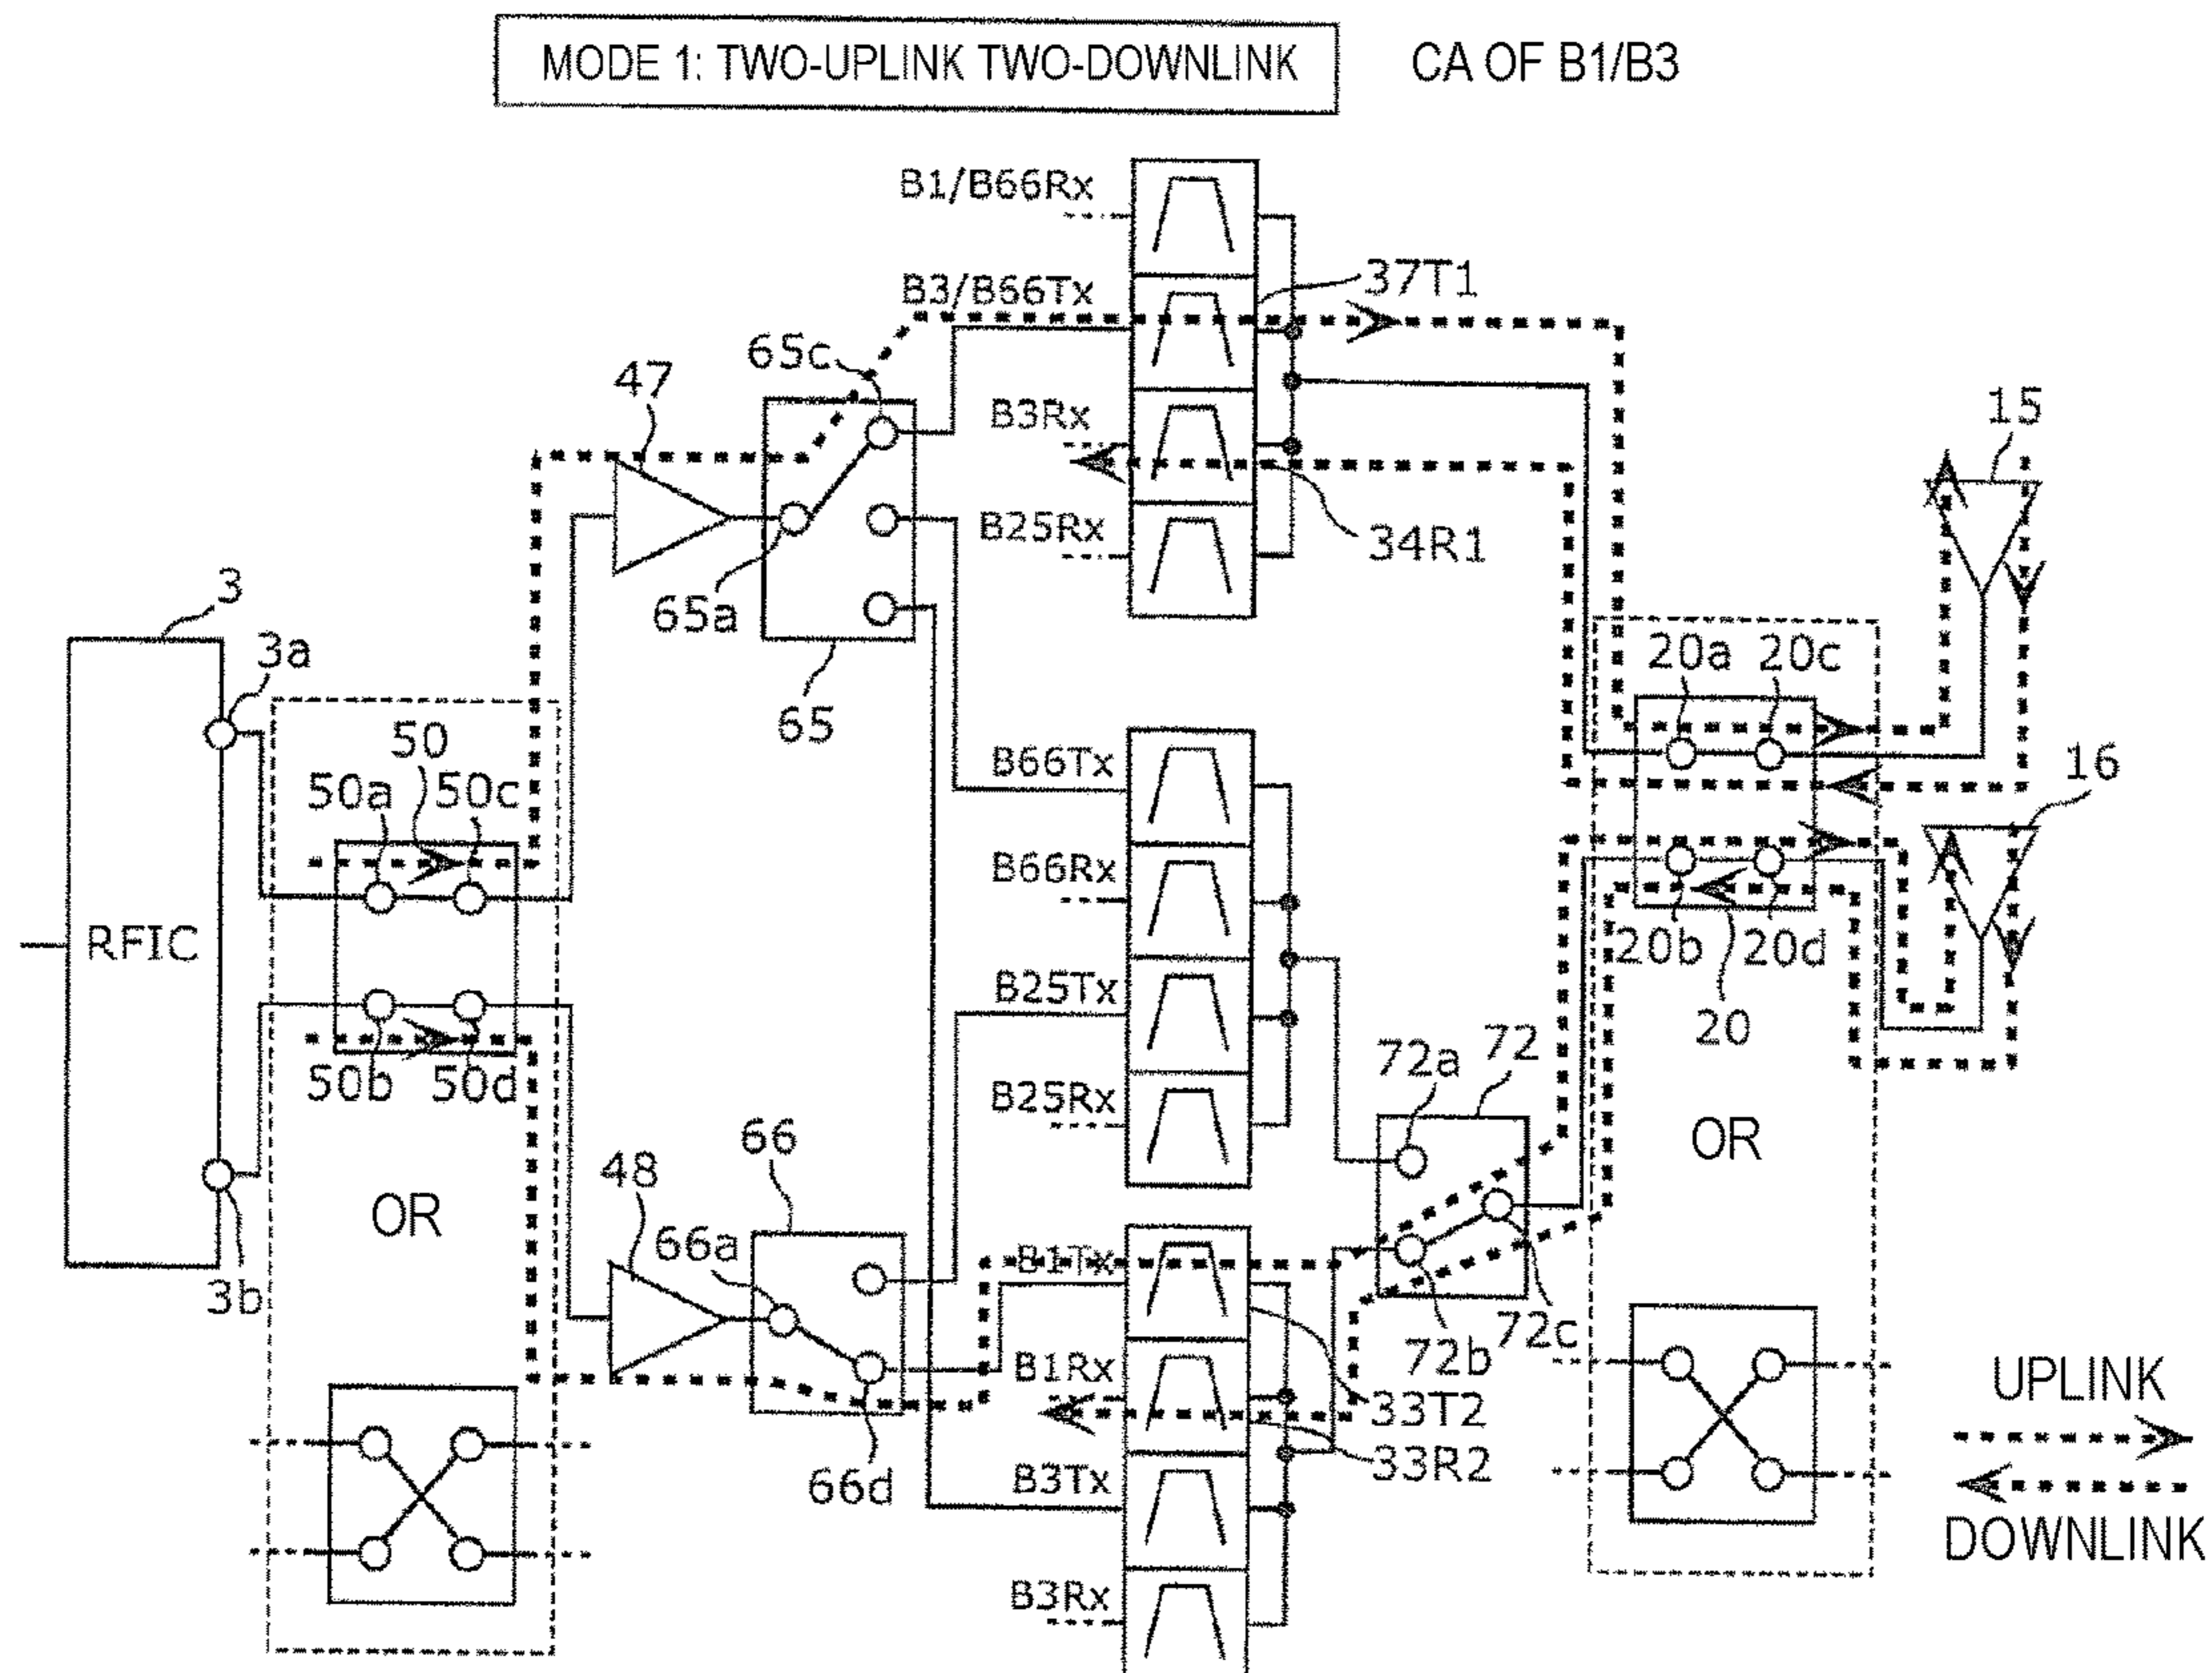 MODE 1: TWO-UPLINK TWO-DOWNLINK
CA OF B1/B3
B1/B66Rx
B3/B66Tx
37T1
65c
47
B3Rx
15
B25Rx
34R1
65a
3
3a
20a 20c
65
50
B66Tx
16
50a 50c
B66Rx
RFIC
20b 20d
B25Tx
20
72
72a
50b 50d
B25Rx
66
OR
48
OR
66a
B1Tx
3b
72c
72b
B1Rx
UPLINK
33T2
33R2
66d
B3Tx
DOWNLINK
B3Rx